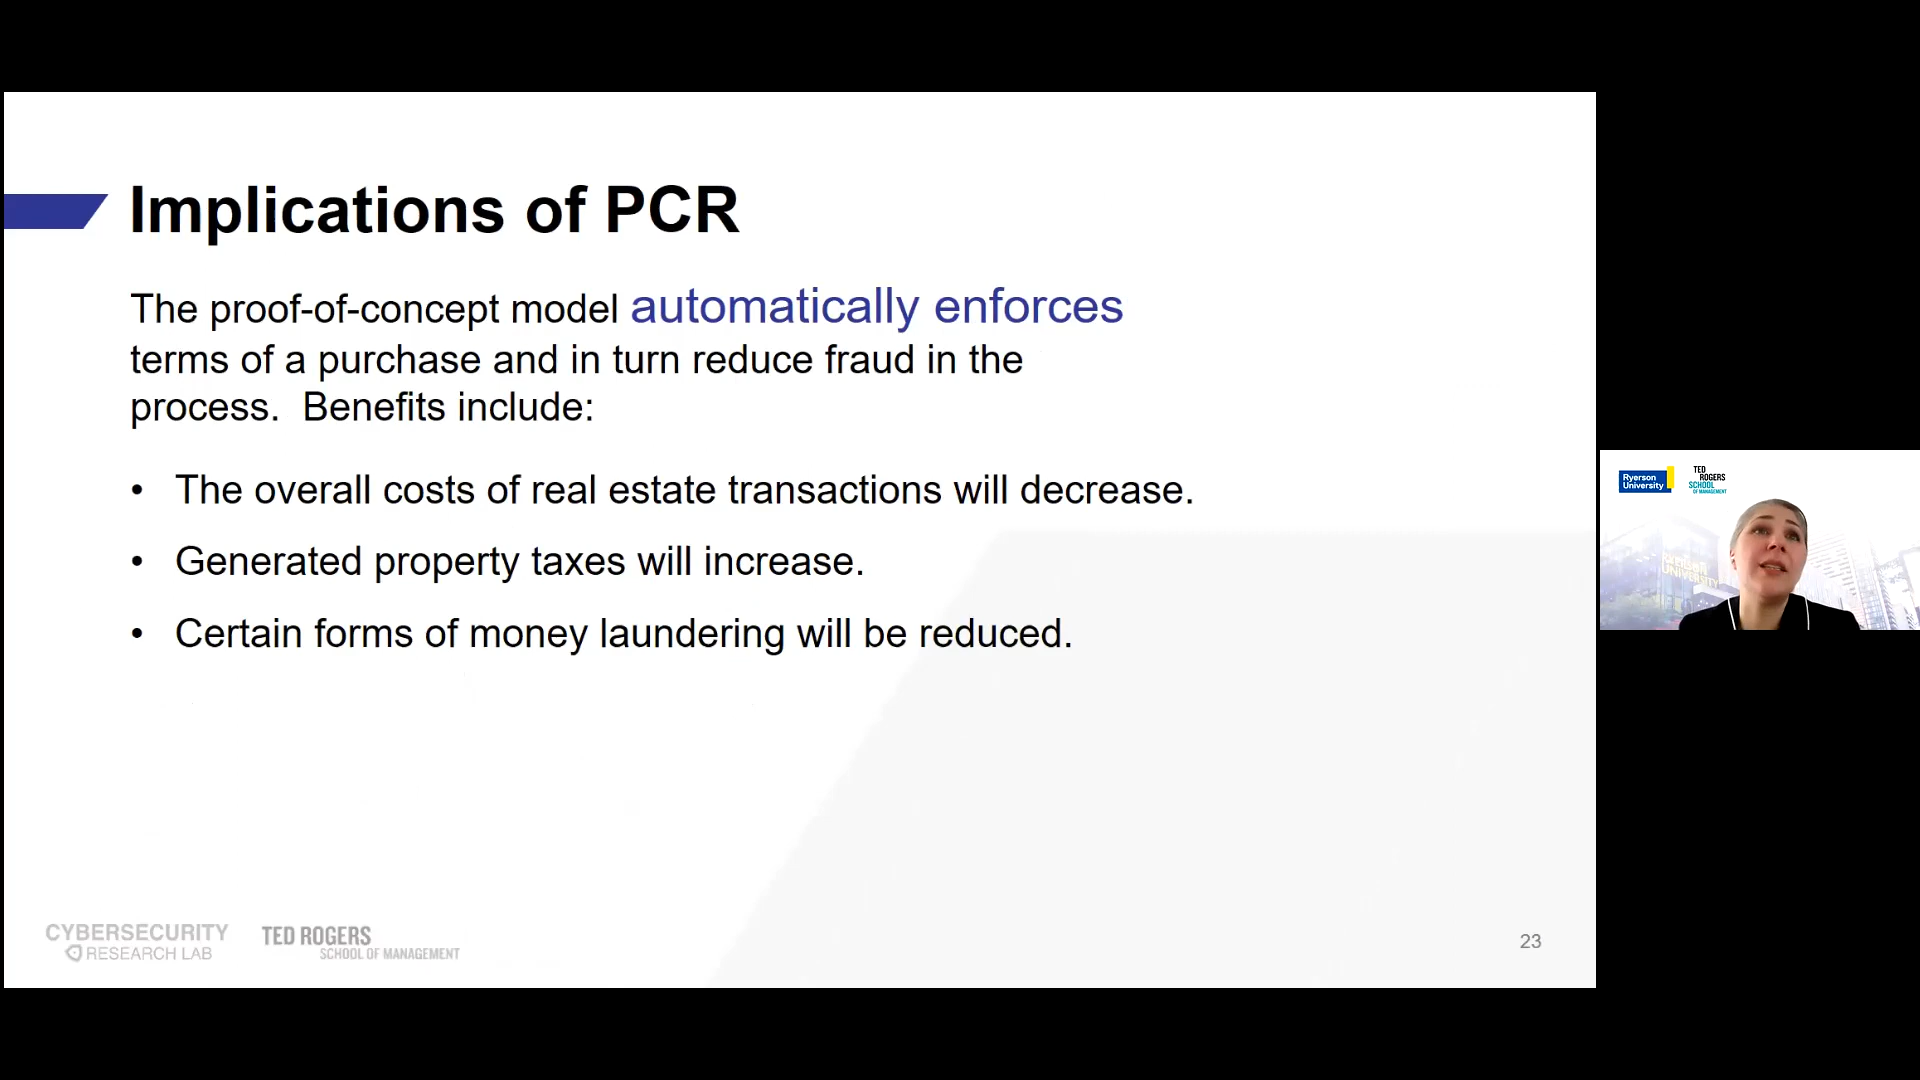 Implications of PCR
The proof-of-concept model automatically enforces
terms of a purchase and in turn reduce fraud in the
process.  Benefits include:
• The overall costs of real estate transactions will decrease.
• Generated property taxes will increase.
• Certain forms of money laundering will be reduced.
CYBERSECURITY
RESEARCH LAB
TED ROGERS
SCHOOL OF MANAGEMENT
23
Ryerson
University
TED
ROGERS
SCHOOL
OF MANAGEMENT
UNIVERSITY